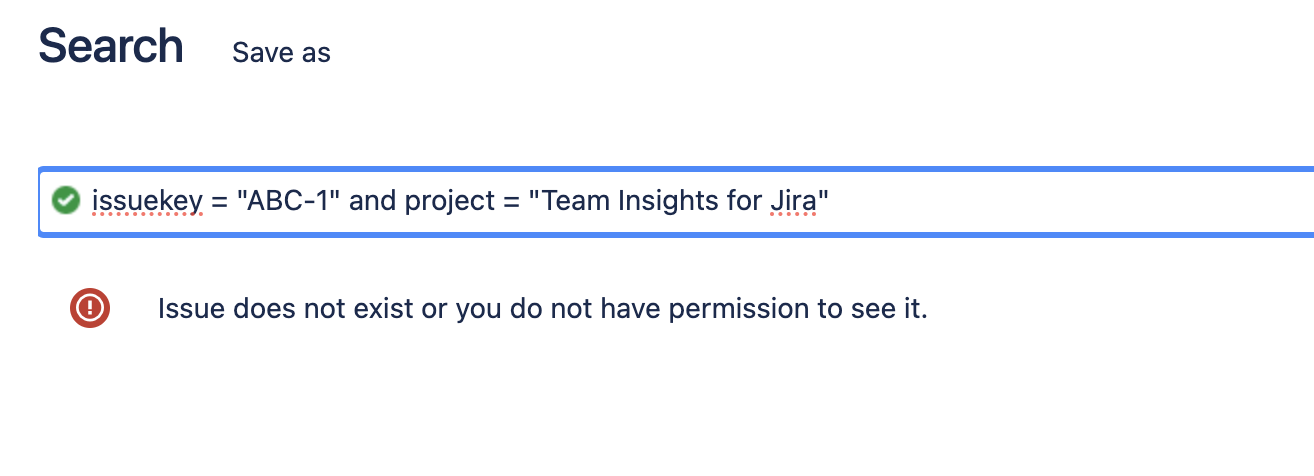 Search Save as
issuekey = "ABC-1" and project = "Team Insights for Jira"
Issue does not exist or you do not have permission to see it.